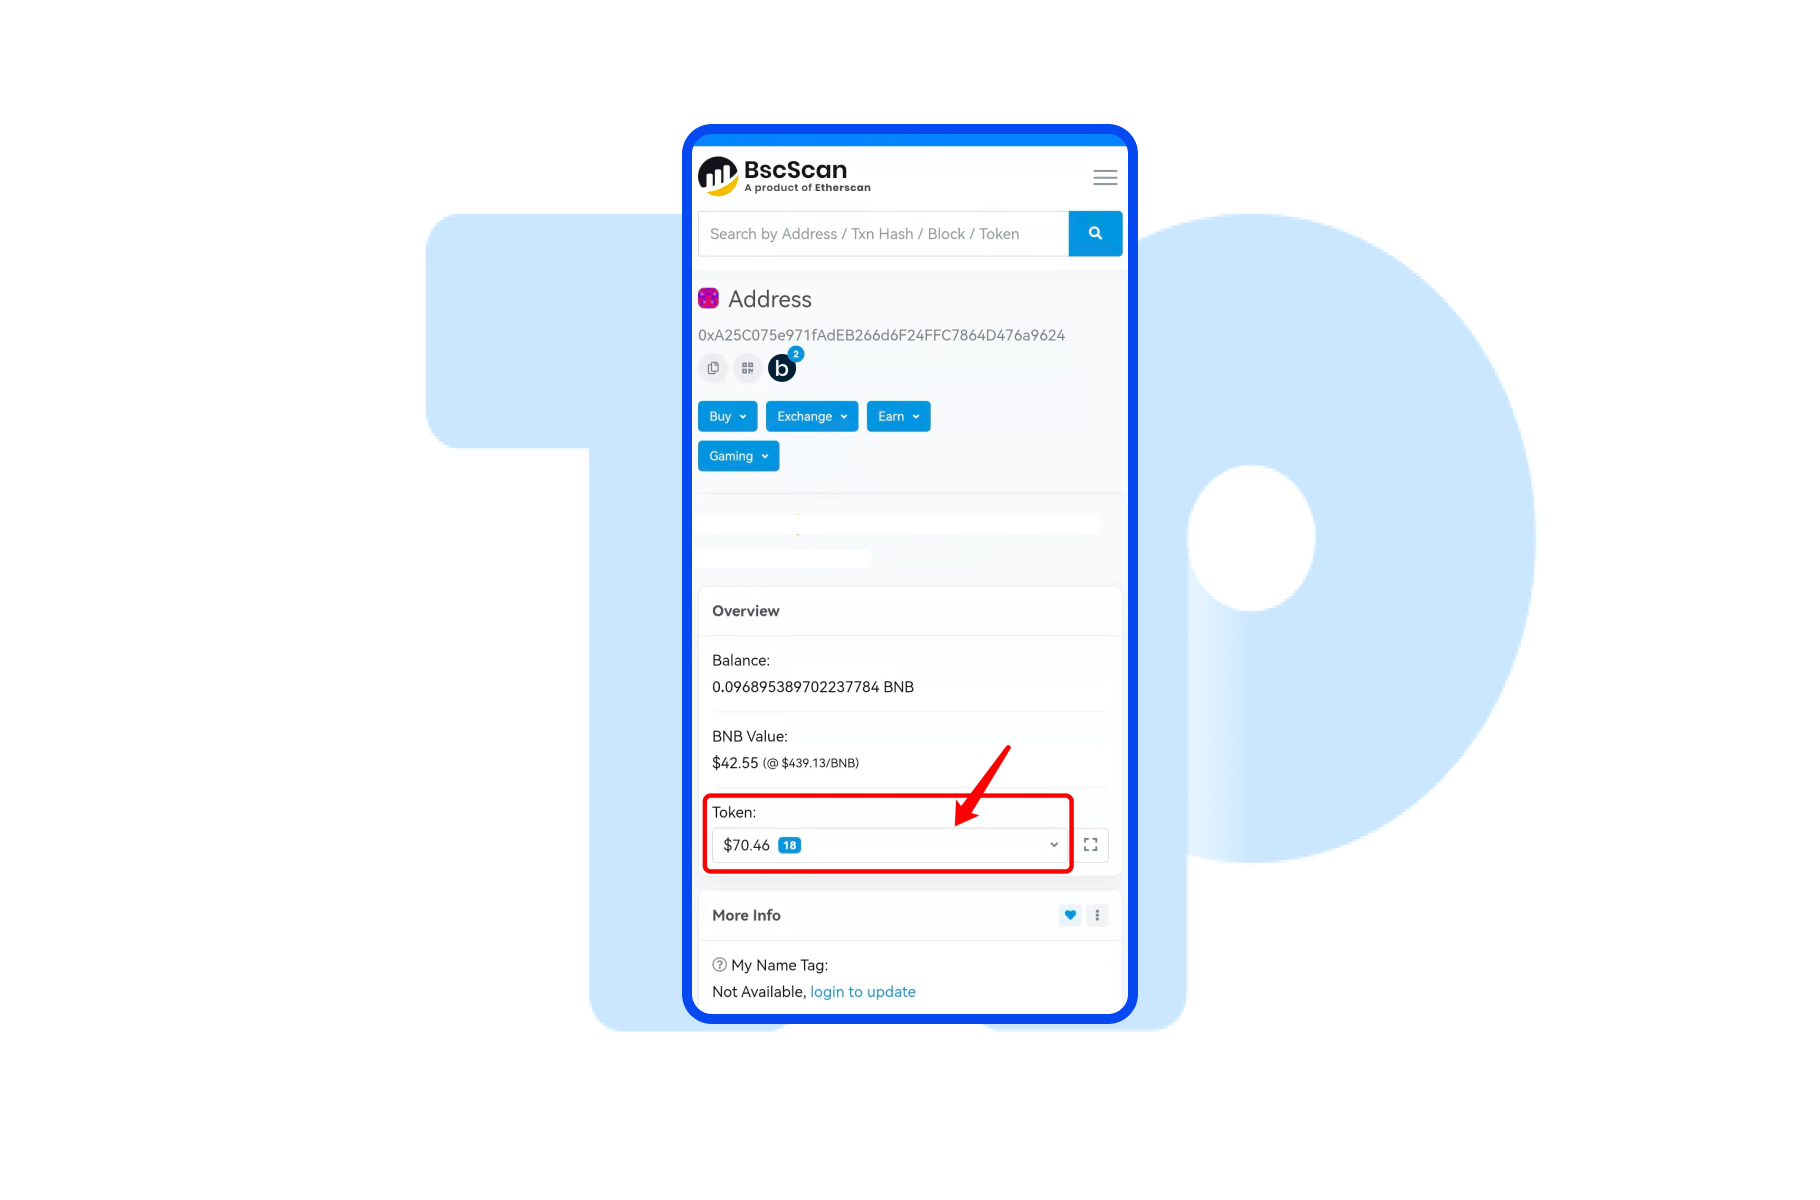 BscScan
A product of Etherscan
Search by Address / Txn Hash / Block / Token
Address
0xA25C075e971fAdEB266d6F24FFC7864D476a9624
b 2
Buy Exchange Earn
Gaming
Overview
Balance:
0.096895389702237784 BNB
BNB Value:
$42.55 (@ $439.13/BNB)
Token:
$70.46 18
More Info
My Name Tag:
Not Available, login to update